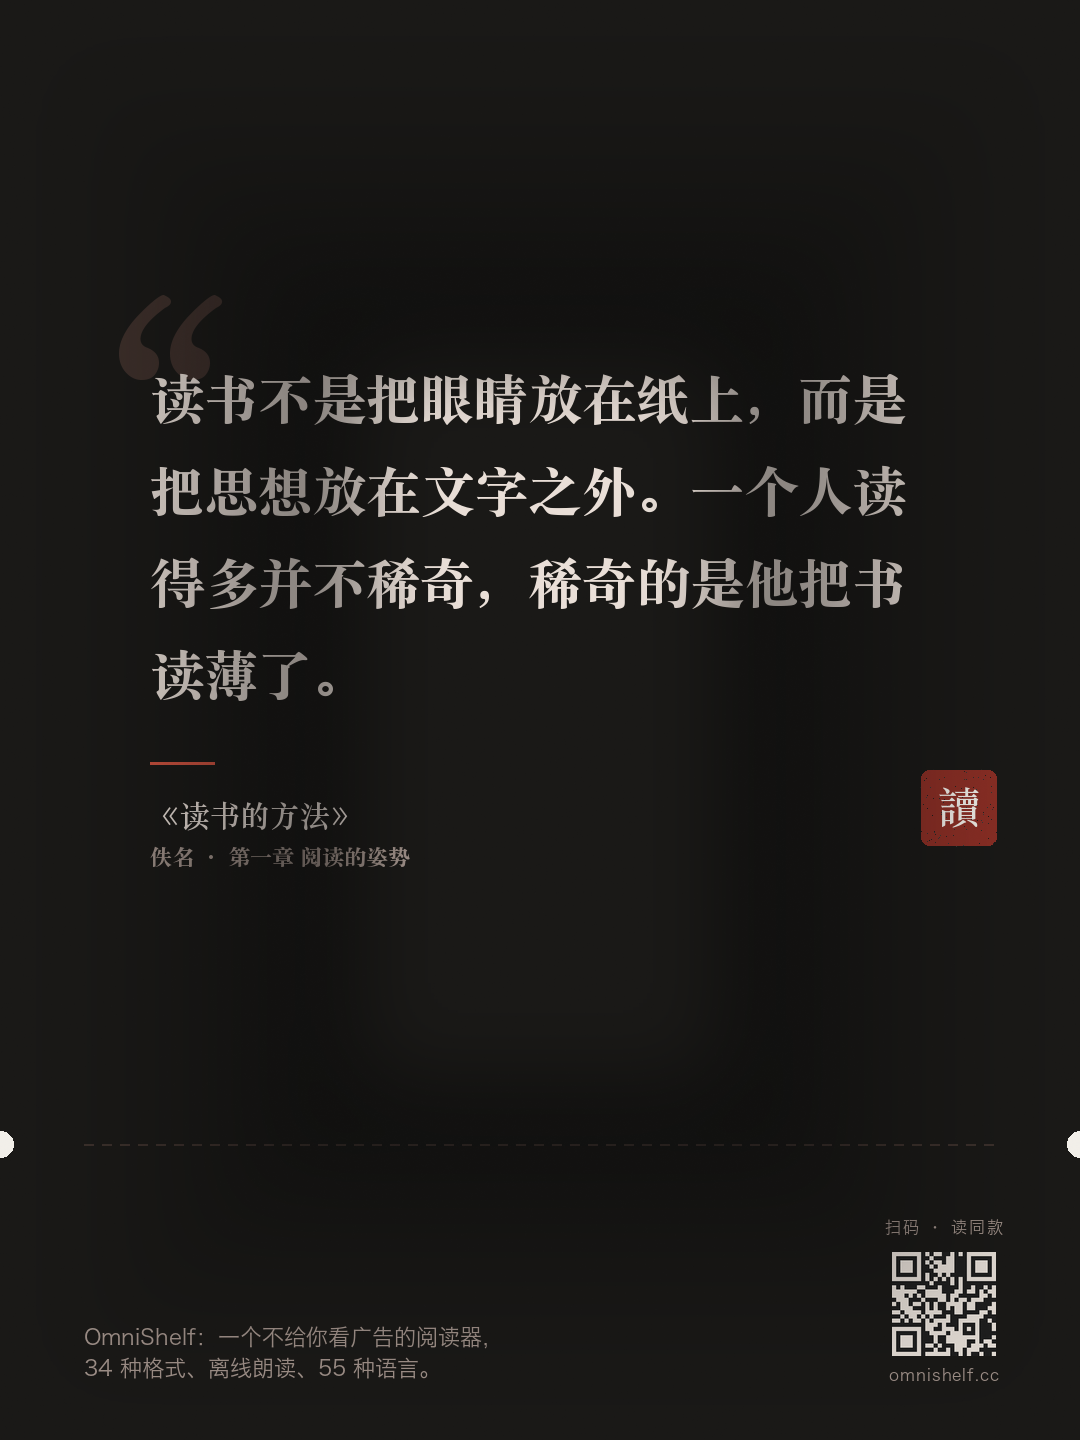 “
读书不是把眼睛放在纸上，而是
把思想放在文字之外。一个人读
得多并不稀奇，稀奇的是他把书
读薄了。
《读书的方法》
佚名 · 第一章 阅读的姿势
讀
扫码 · 读同款
OmniShelf：一个不给你看广告的阅读器，
34 种格式、离线朗读、55 种语言。
omnishelf.cc